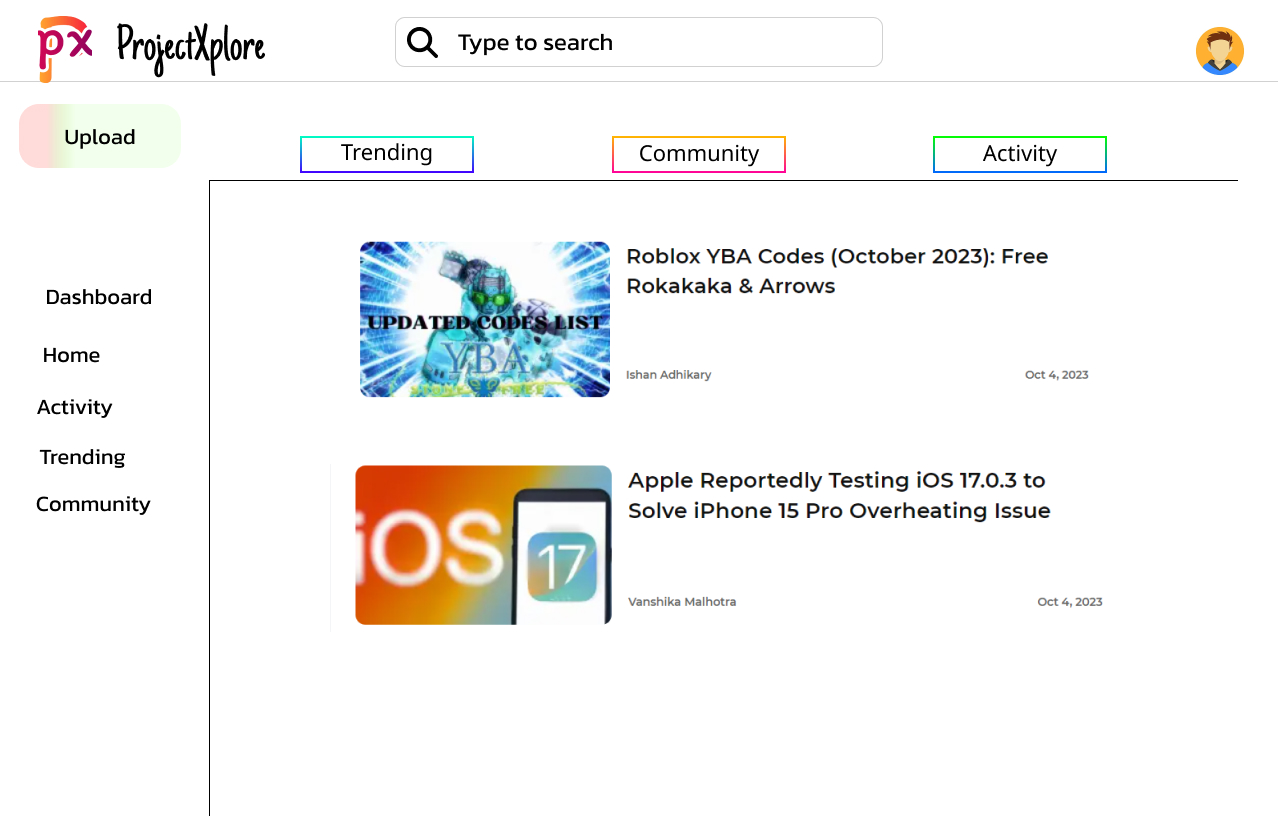 px ProjectXplore
Type to search
Upload
Trending
Community
Activity
Dashboard
Home
Activity
Trending
Community
UPDATED CODES LIST
YBA
Roblox YBA Codes (October 2023): Free
Rokakaka & Arrows
Ishan Adhikary
Oct 4, 2023
iOS
17
Apple Reportedly Testing iOS 17.0.3 to
Solve iPhone 15 Pro Overheating Issue
Vanshika Malhotra
Oct 4, 2023